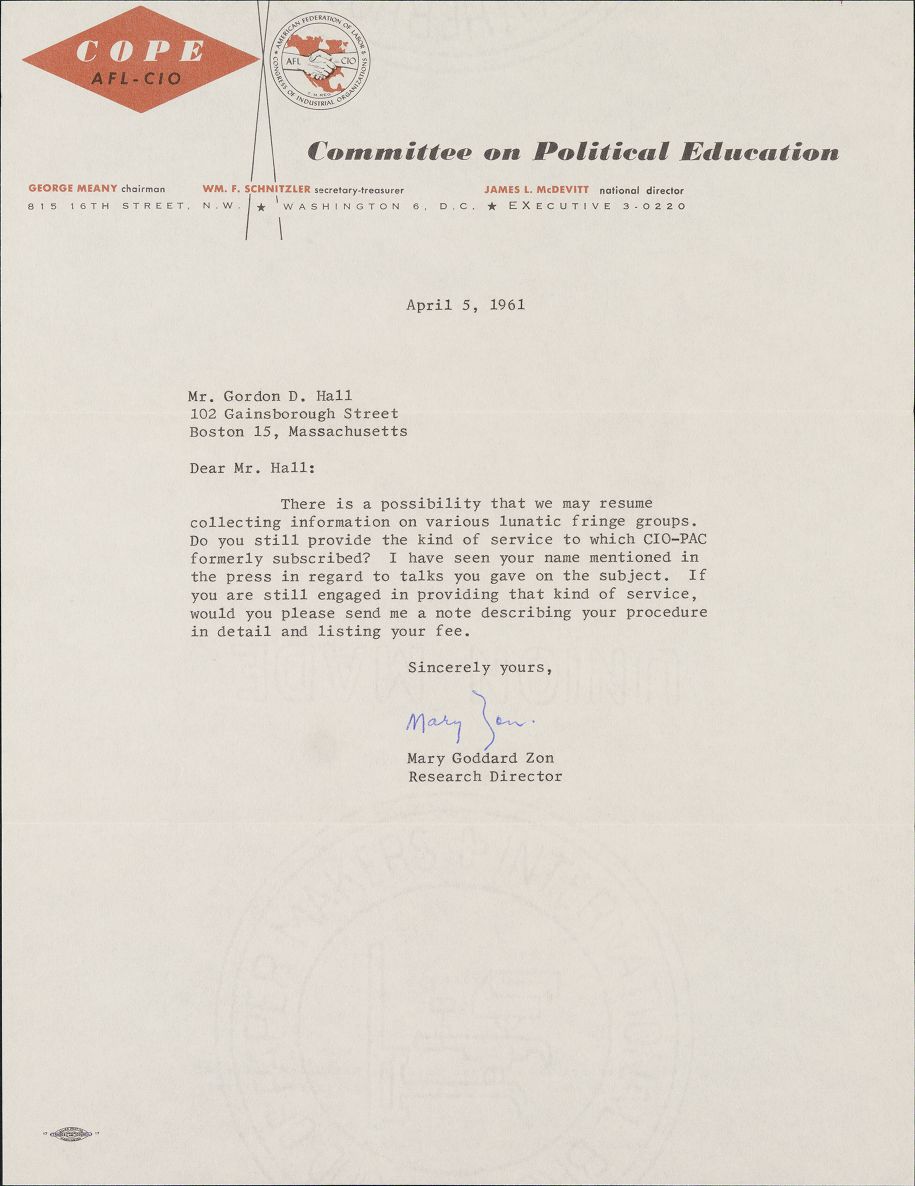 COPE
AFL-CIO
AMERICAN FEDERATION OF LABOR &
CONGRESS OF INDUSTRIAL ORGANIZATIONS
AFL CIO
Committee on Political Education
GEORGE MEANY chairman WM. F. SCHNITZLER secretary-treasurer JAMES L. McDEVITT national director
815 16TH STREET, N.W. ★ WASHINGTON 6, D.C. ★ EXECUTIVE 3-0220
April 5, 1961
Mr. Gordon D. Hall
102 Gainsborough Street
Boston 15, Massachusetts
Dear Mr. Hall:
There is a possibility that we may resume
collecting information on various lunatic fringe groups.
Do you still provide the kind of service to which CIO-PAC
formerly subscribed? I have seen your name mentioned in
the press in regard to talks you gave on the subject. If
you are still engaged in providing that kind of service,
would you please send me a note describing your procedure
in detail and listing your fee.
Sincerely yours,
Mary Zon.
Mary Goddard Zon
Research Director